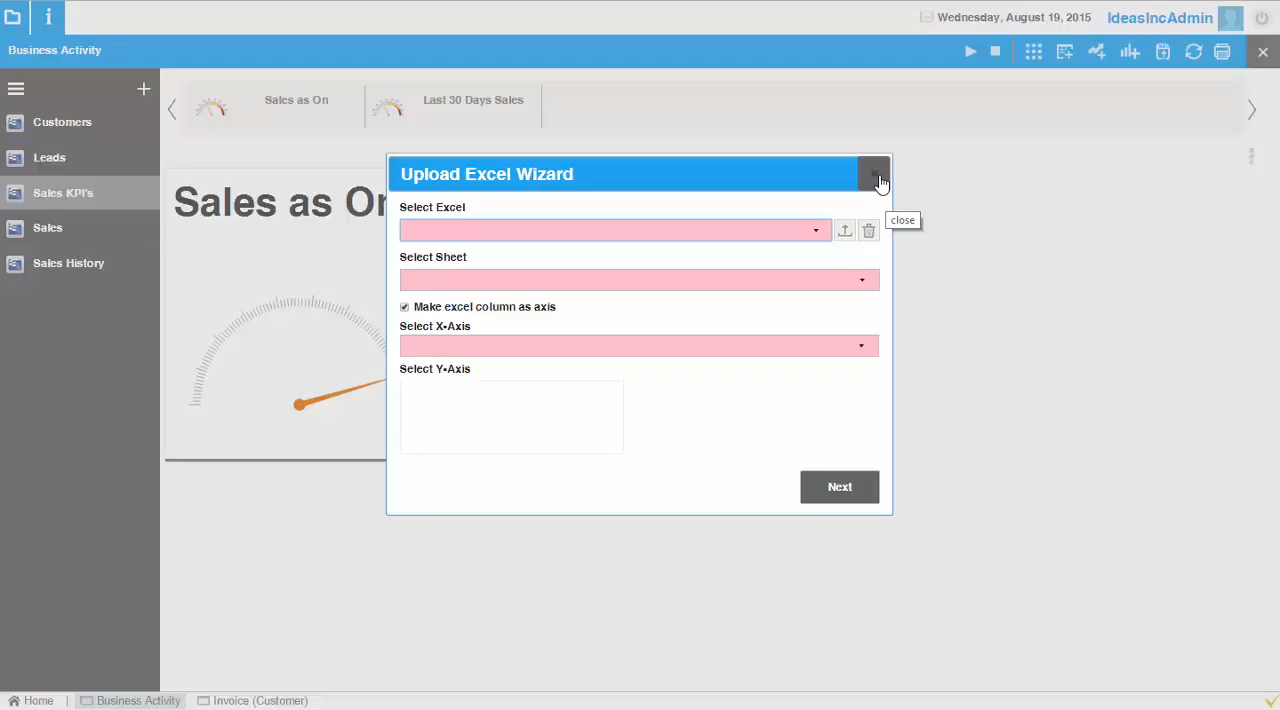 i
Wednesday, August 19, 2015
IdeasIncAdmin
Business Activity
Customers
Leads
Sales KPI's
Sales
Sales History
Sales as On
Last 30 Days Sales
Sales as On
Upload Excel Wizard
close
Select Excel
Select Sheet
Make excel column as axis
Select X•Axis
Select Y•Axis
Next
Home | Business Activity Invoice (Customer)